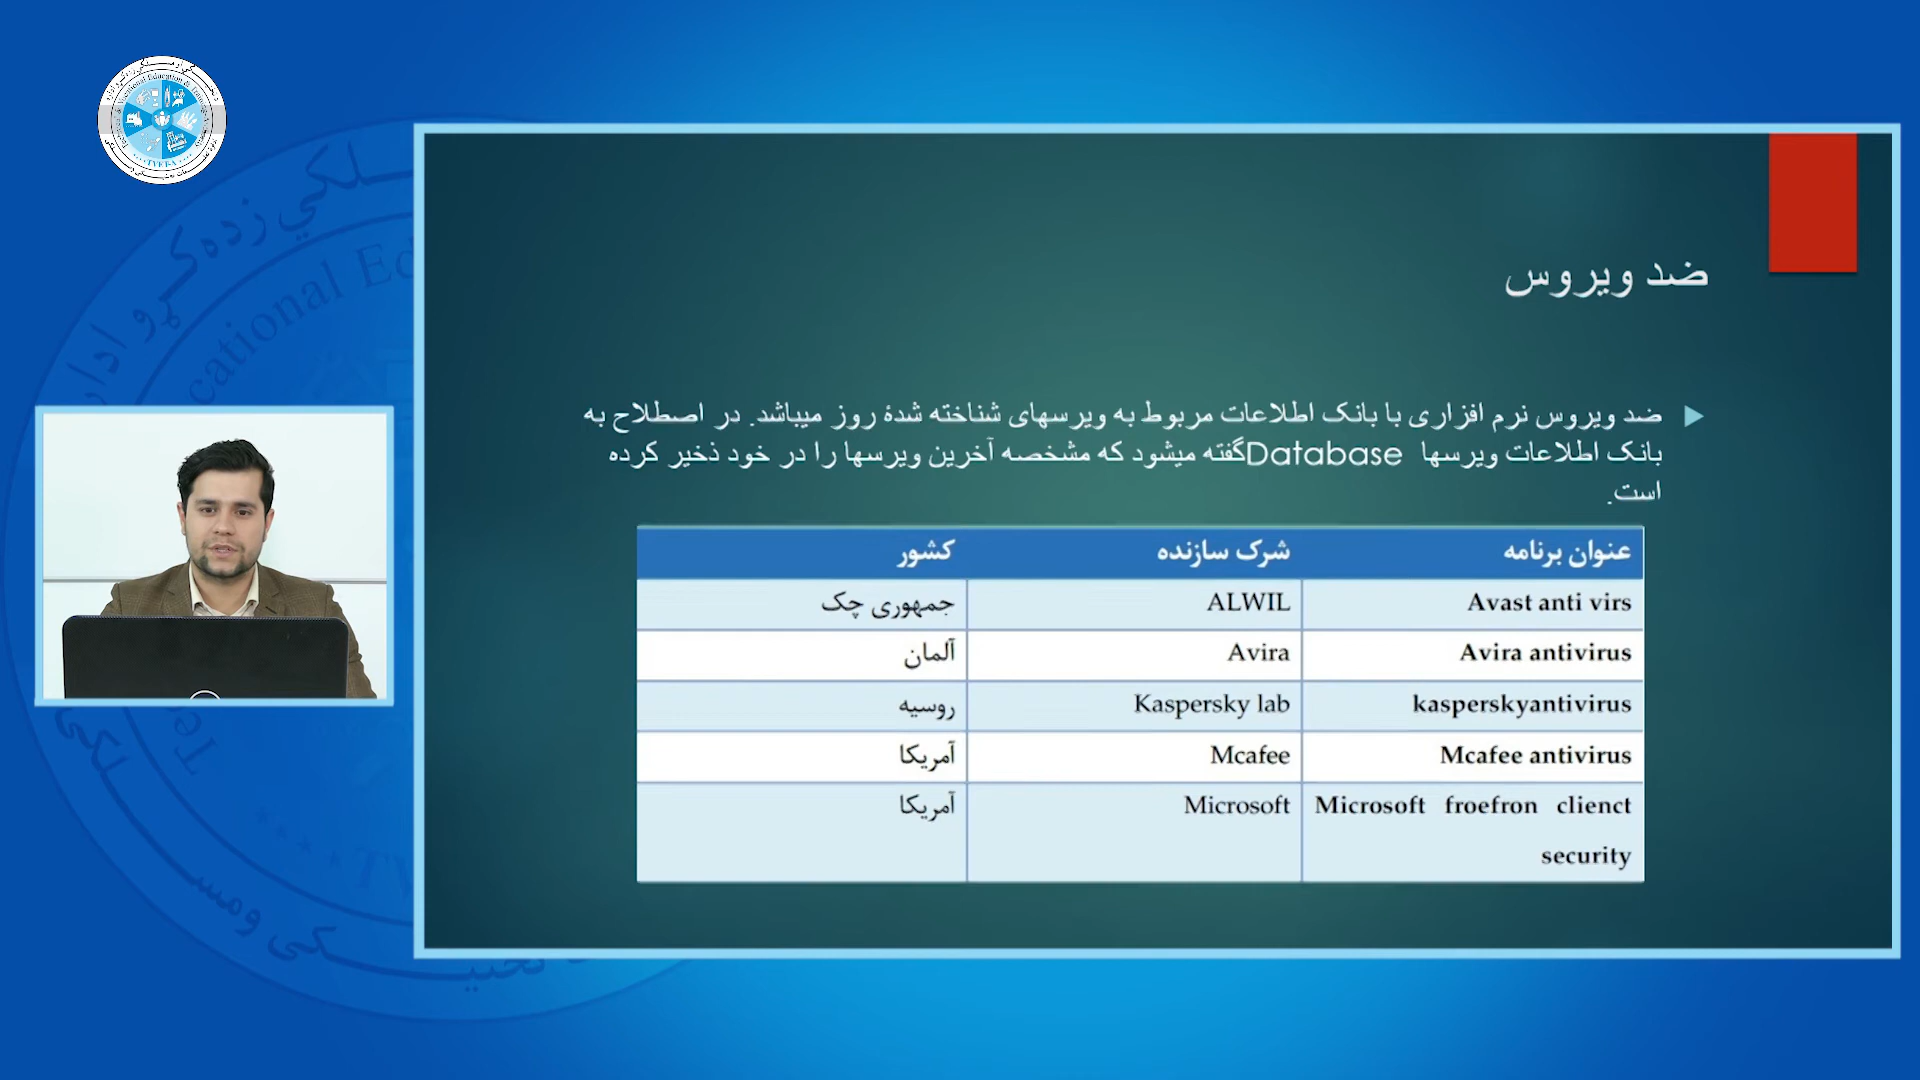 ضد ویروس
ضد ویروس نرم افزاری با بانک اطلاعات مربوط به ویرسهای شناخته شدۀ روز میباشد. در اصطلاح به
بانک اطلاعات ویرسها Databaseگفته میشود که مشخصه آخرین ویرسها را در خود ذخیر کرده
است.
عنوان برنامه شرک سازنده کشور
Avast anti virs ALWIL جمهوری چک
Avira antivirus Avira آلمان
kasperskyantivirus Kaspersky lab روسیه
Mcafee antivirus Mcafee آمریکا
Microsoft froefron clienct Microsoft آمریکا
security